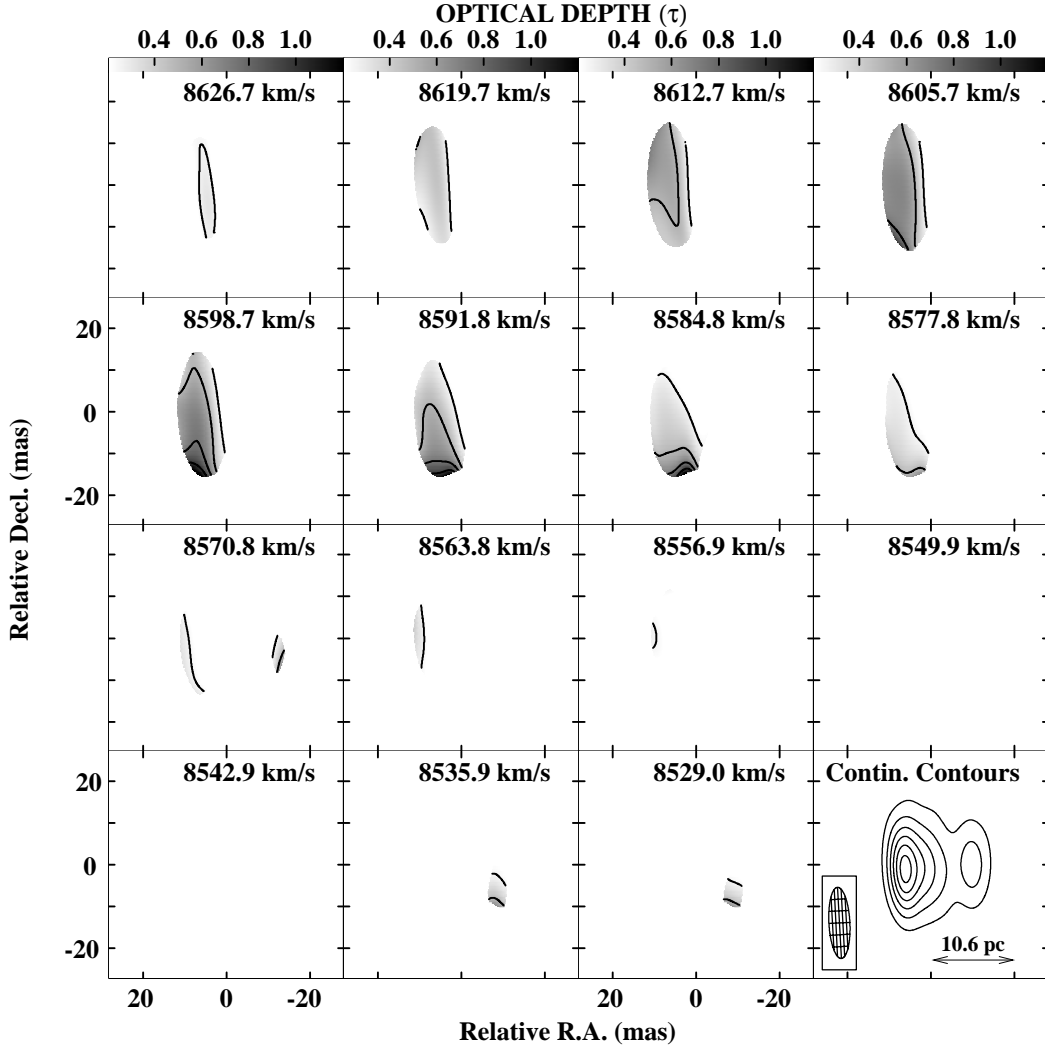 OPTICAL DEPTH (τ)
0.4 0.6 0.8 1.0 0.4 0.6 0.8 1.0 0.4 0.6 0.8 1.0 0.4 0.6 0.8 1.0
8626.7 km/s 8619.7 km/s 8612.7 km/s 8605.7 km/s
8598.7 km/s 8591.8 km/s 8584.8 km/s 8577.8 km/s
20
0
-20
8570.8 km/s 8563.8 km/s 8556.9 km/s 8549.9 km/s
Relative Decl. (mas)
8542.9 km/s 8535.9 km/s 8529.0 km/s Contin. Contours
20
0
-20
10.6 pc
20 0 -20 20 0 -20
Relative R.A. (mas)